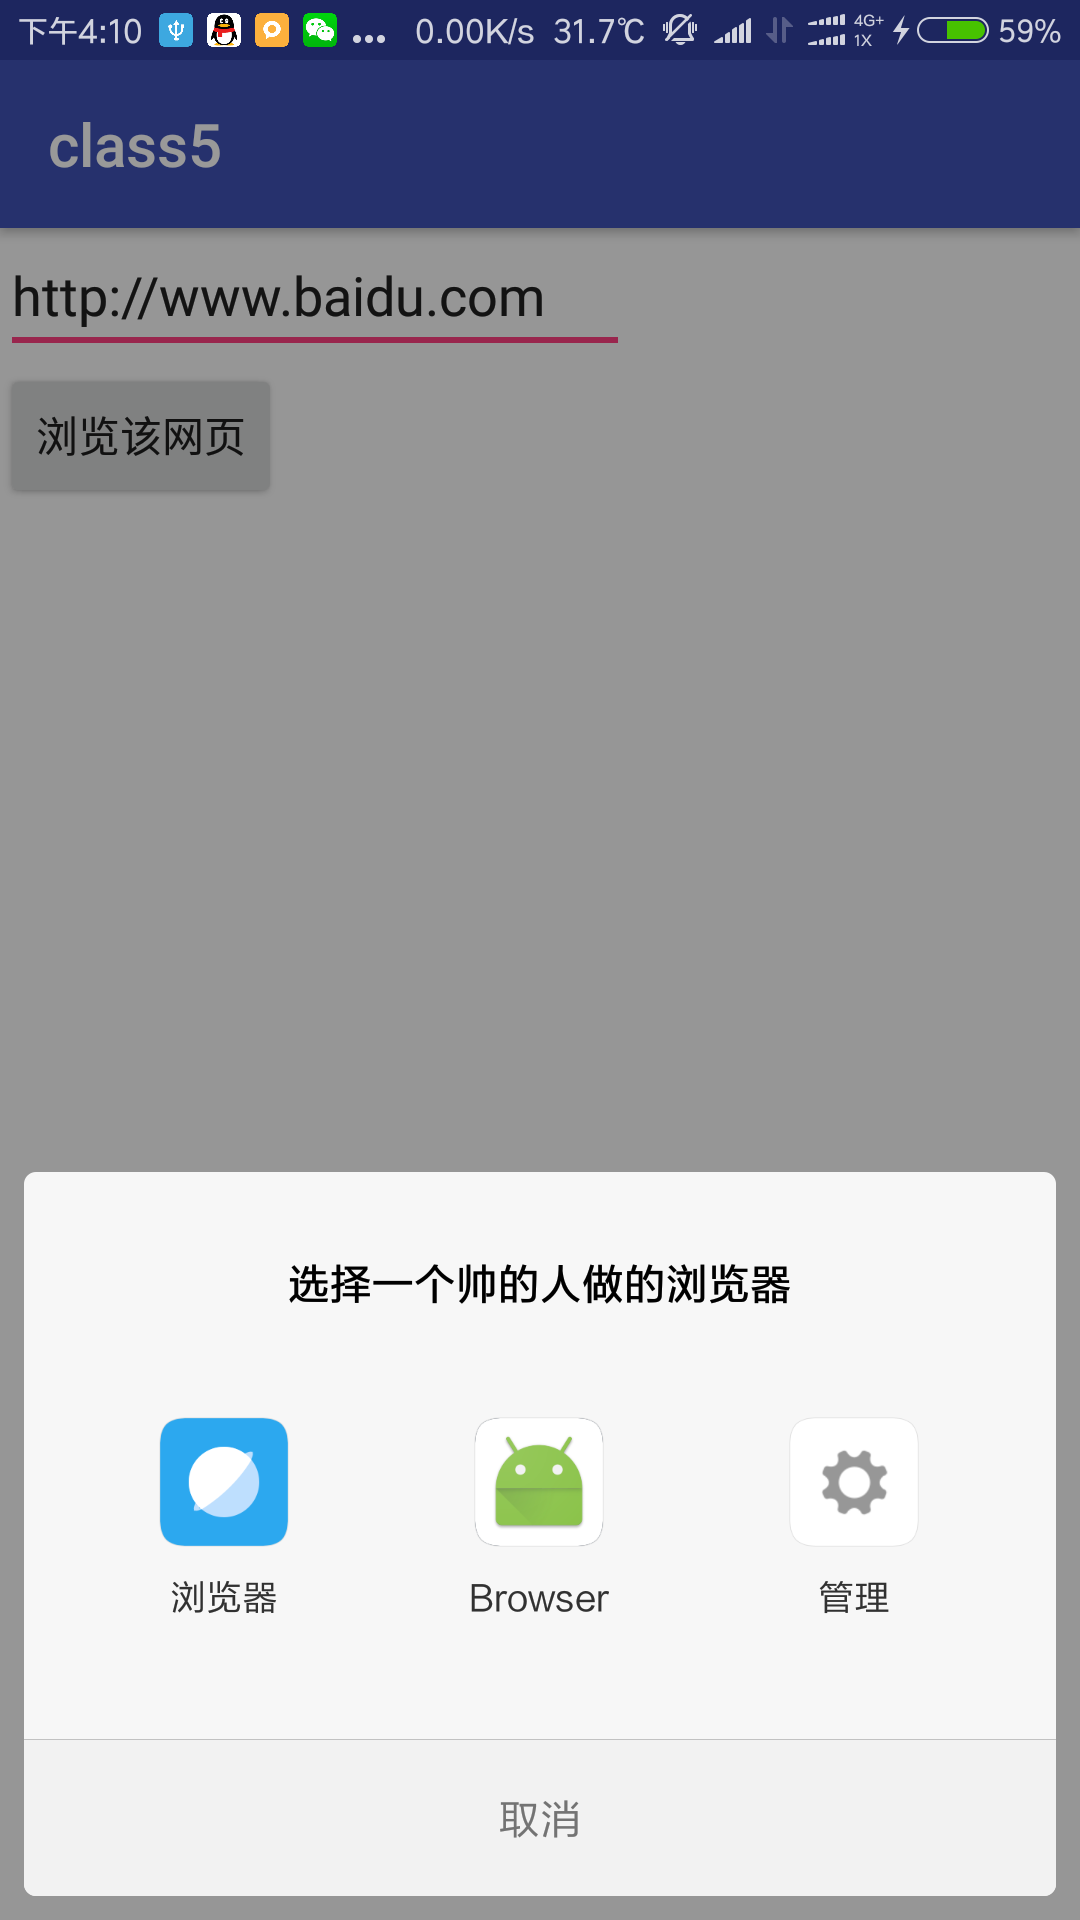 下午4:10 ... 0.00K/s 31.7℃ 4G+ 1X 59%
class5
http://www.baidu.com
浏览该网页
选择一个帅的人做的浏览器
浏览器 Browser 管理
取消